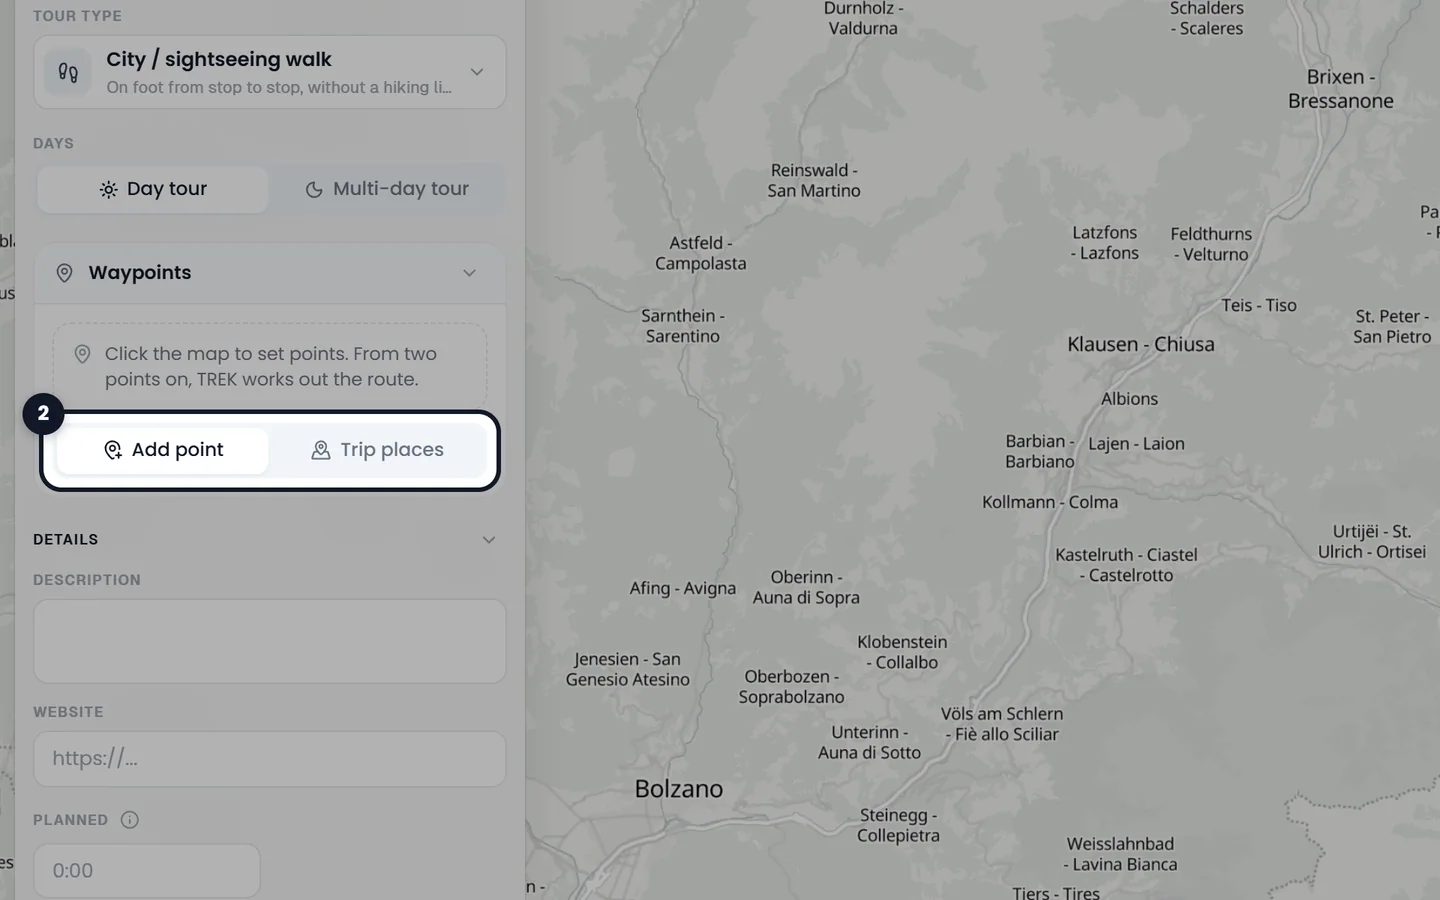 TOUR TYPE
City / sightseeing walk
On foot from stop to stop, without a hiking li...
DAYS
Day tour
Multi-day tour
Waypoints
Click the map to set points. From two
points on, TREK works out the route.
2
Add point
Trip places
DETAILS
DESCRIPTION
WEBSITE
https://...
PLANNED
0:00
Durnholz -
Valdurna
Schalders
- Scaleres
Brixen -
Bressanone
Reinswald -
San Martino
Astfeld -
Campolasta
Latzfons
- Lazfons
Feldthurns
- Velturno
Sarnthein -
Sarentino
Teis - Tiso
St. Peter -
San Pietro
Klausen - Chiusa
Albions
Barbian -
Barbiano
Lajen - Laion
Kollmann - Colma
Urtijëi - St.
Ulrich - Ortisei
Kastelruth - Ciastel
- Castelrotto
Afing - Avigna
Oberinn -
Auna di Sopra
Klobenstein
- Collalbo
Jenesien - San
Genesio Atesino
Oberbozen -
Soprabolzano
Völs am Schlern
- Fiè allo Sciliar
Unterinn -
Auna di Sotto
Bolzano
Steinegg -
Collepietra
Weisslahnbad
- Lavina Bianca
Tiers - Tires